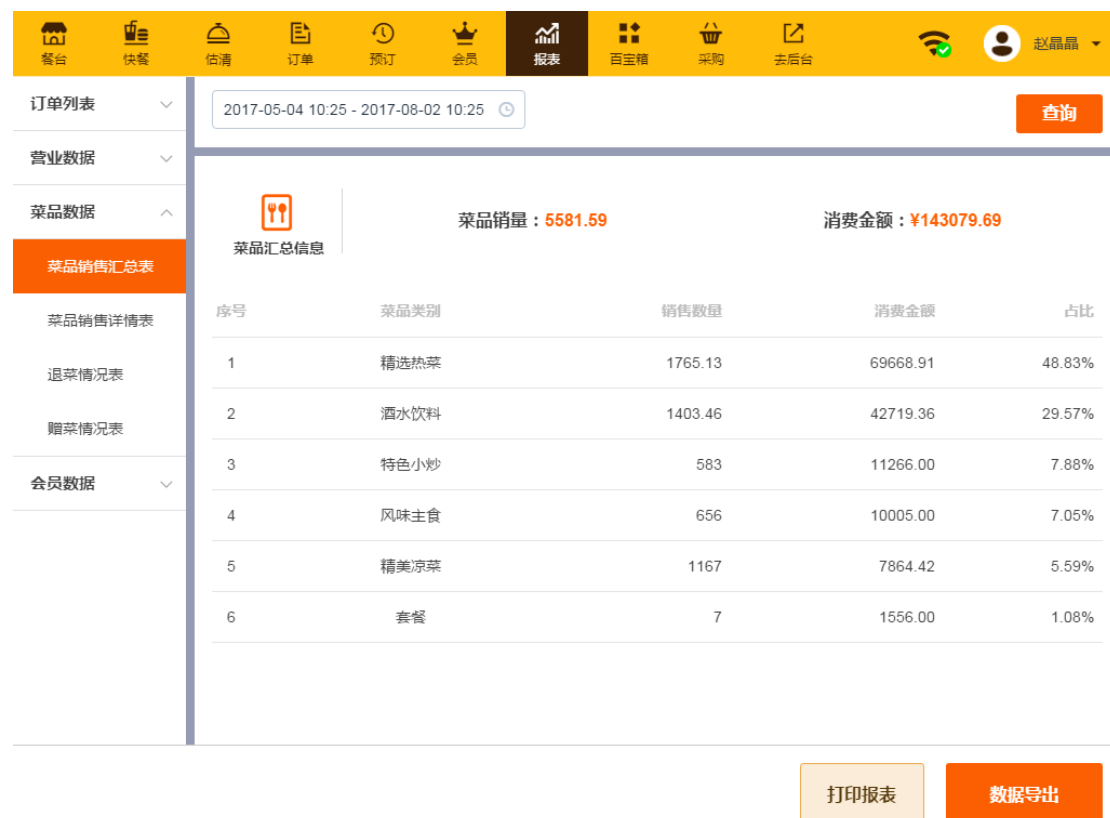 餐台 快餐 估清 订单 预订 会员 报表 百宝箱 采购 去后台 赵晶晶
订单列表
营业数据
菜品数据
菜品销售汇总表
菜品销售详情表
退菜情况表
赠菜情况表
会员数据
2017-05-04 10:25 - 2017-08-02 10:25 查询
菜品汇总信息 菜品销量：5581.59 消费金额：¥143079.69
序号 菜品类别 销售数量 消费金额 占比
1 精选热菜 1765.13 69668.91 48.83%
2 酒水饮料 1403.46 42719.36 29.57%
3 特色小炒 583 11266.00 7.88%
4 风味主食 656 10005.00 7.05%
5 精美凉菜 1167 7864.42 5.59%
6 套餐 7 1556.00 1.08%
打印报表 数据导出